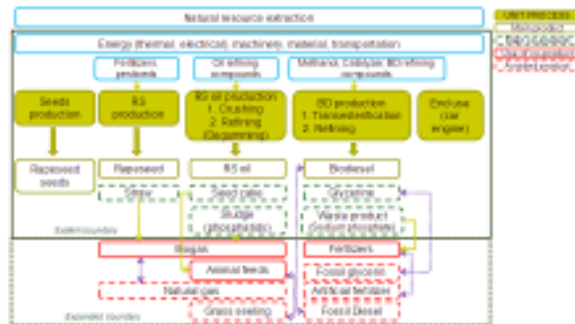 Natural resource extraction
UNIT PROCESS
Energy (thermal, electrical), machinery, material, transportation
Fertilizers,
pesticides
Oil refining
compounds
Methanol, Catalyzer, BD refining
compounds
Seeds
production
RS
production
RS oil production
1. Crushing
2. Refining
(Degumming)
BD production
1. Transesterification
2. Refining
End use
(car
engine)
Rapeseed
seeds
Rapeseed
RS oil
Biodiesel
Straw
Seed cake
Glycerine
Sludge
(phosphatids)
Waste product
(Sodium phosphate)
System boundary
Biogas
Fertilizers
Animal feeds
Fossil glycerin
Natural gas
Artificial fertilizer
Grass seeding
Fossil Diesel
Expanded boundary